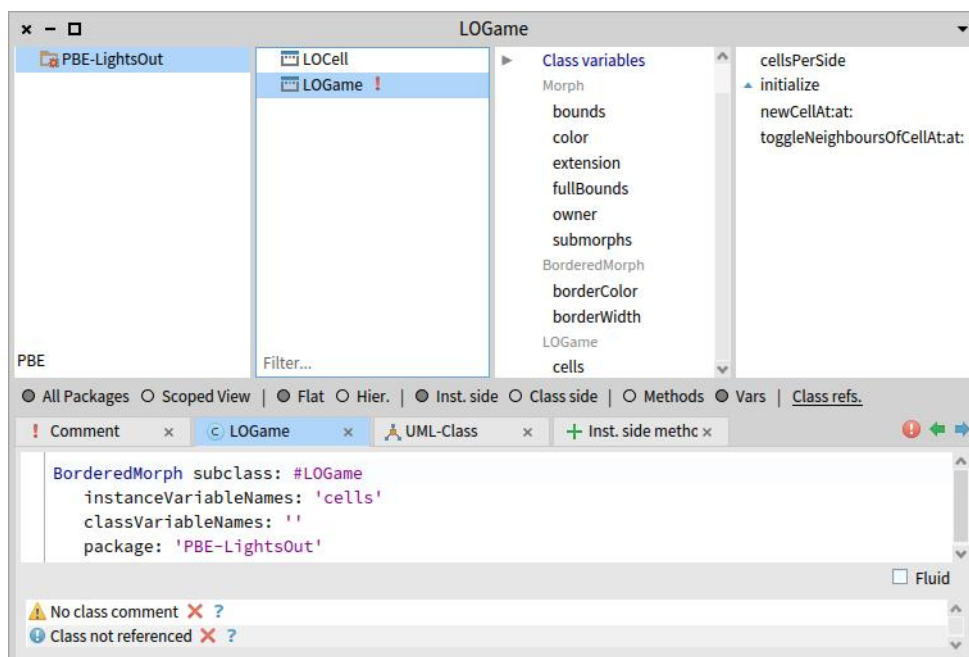 LOGame
PBE-LightsOut
PBE
LOCell
LOGame !
Filter...
Class variables
Morph
bounds
color
extension
fullBounds
owner
submorphs
BorderedMorph
borderColor
borderWidth
LOGame
cells
cellsPerSide
initialize
newCellAt:at:
toggleNeighboursOfCellAt:at:
All Packages Scoped View | Flat Hier. | Inst. side Class side | Methods Vars | Class refs.
! Comment × C LOGame × UML-Class × + Inst. side methc ×
BorderedMorph subclass: #LOGame
instanceVariableNames: 'cells'
classVariableNames: ''
package: 'PBE-LightsOut'
Fluid
No class comment ?
Class not referenced ?